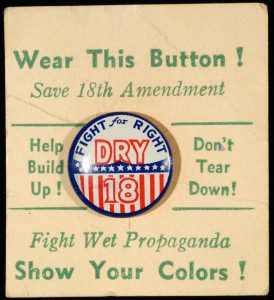 Wear This Button !
Save 18th Amendment
Help
Build
Up !
FIGHT for RIGHT
DRY
18
Don't
Tear
Down!
Fight Wet Propaganda
Show Your Colors !